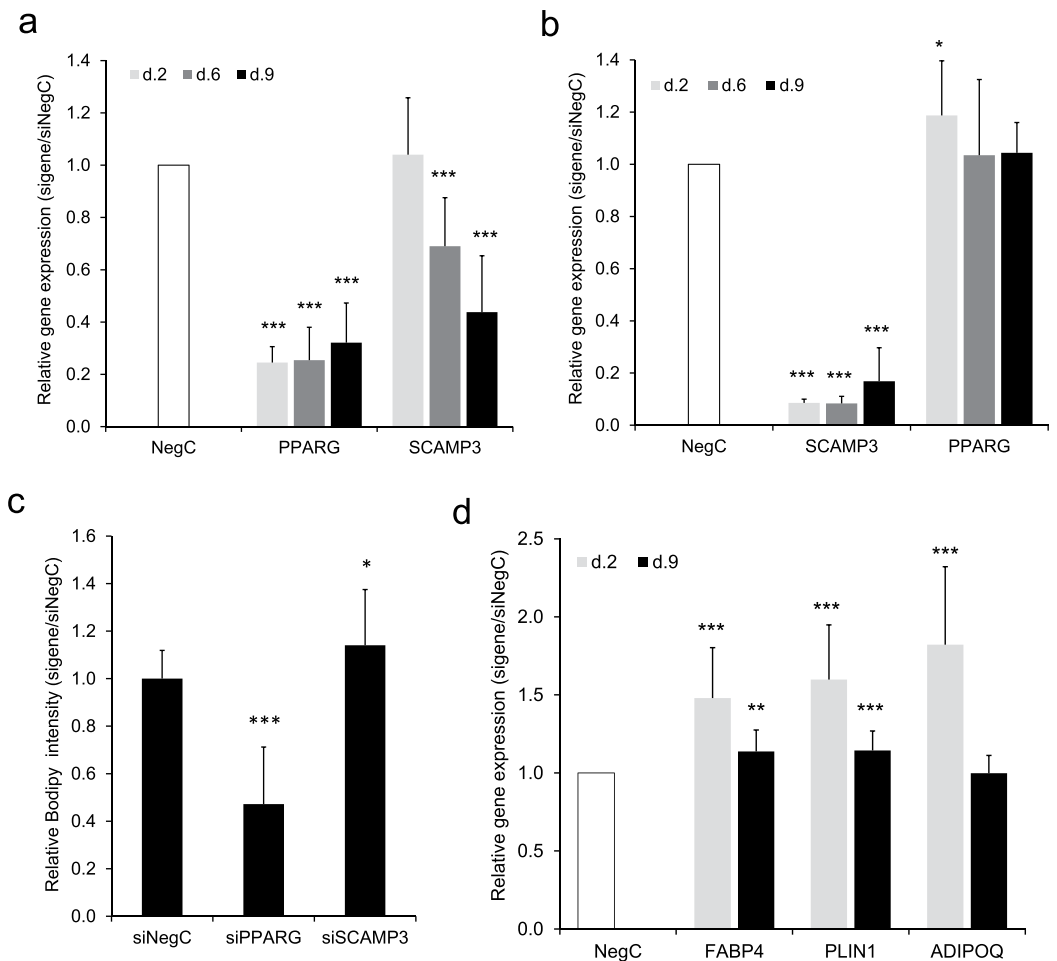 a
Relative gene expression (sigene/siNegC)
1.4
1.2
1.0
0.8
0.6
0.4
0.2
0.0
d.2 d.6 d.9
*** *** ***
*** ***
NegC PPARG SCAMP3
b
Relative gene expression (sigene/siNegC)
1.4
1.2
1.0
0.8
0.6
0.4
0.2
0.0
d.2 d.6 d.9
*** *** ***
*
NegC SCAMP3 PPARG
c
Relative Bodipy intensity (sigene/siNegC)
1.6
1.4
1.2
1.0
0.8
0.6
0.4
0.2
0.0
***
*
siNegC siPPARG siSCAMP3
d
Relative gene expression (sigene/siNegC)
2.5
2.0
1.5
1.0
0.5
0.0
d.2 d.9
*** **
*** ***
***
NegC FABP4 PLIN1 ADIPOQ